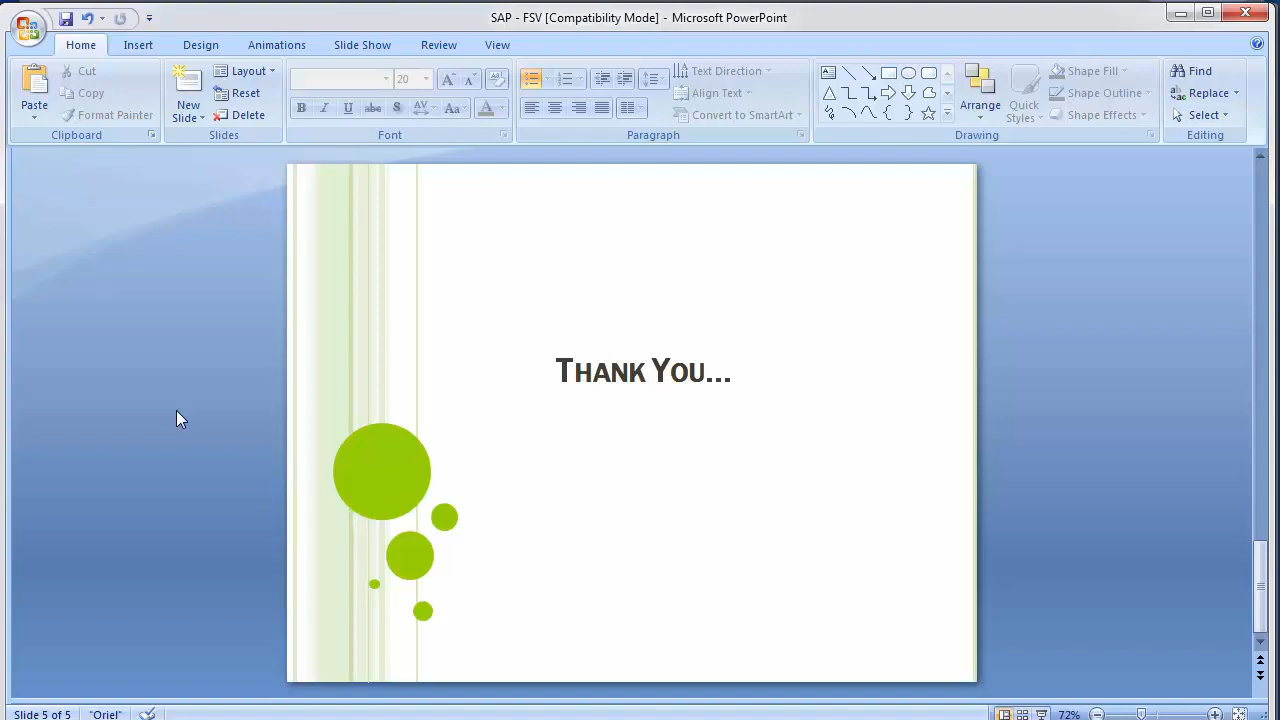 SAP - FSV [Compatibility Mode] - Microsoft PowerPoint
Home Insert Design Animations Slide Show Review View
Paste
Cut
Copy
Format Painter
Clipboard
New Slide
Layout
Reset
Delete
Slides
20
B I U abc S AV Aa A
Font
Text Direction
Align Text
Convert to SmartArt
Paragraph
Arrange
Quick Styles
Shape Fill
Shape Outline
Shape Effects
Drawing
Find
Replace
Select
Editing
THANK YOU...
Slide 5 of 5 "Oriel" 72%